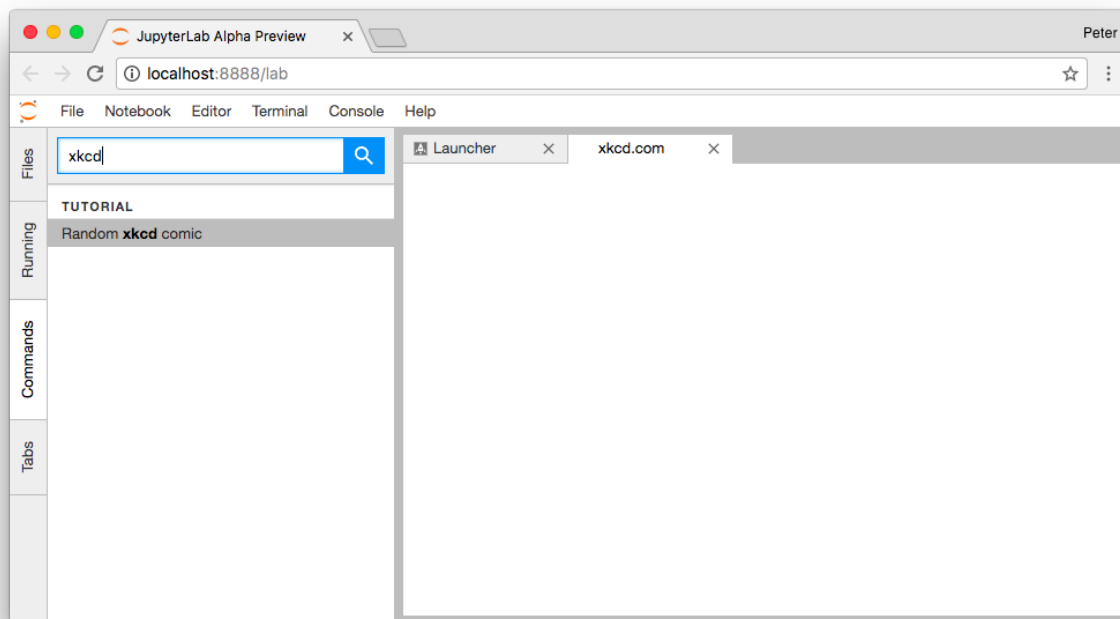 JupyterLab Alpha Preview
Peter
localhost:8888/lab
File Notebook Editor Terminal Console Help
Files
Running
Commands
Tabs
xkcd
TUTORIAL
Random xkcd comic
Launcher
xkcd.com